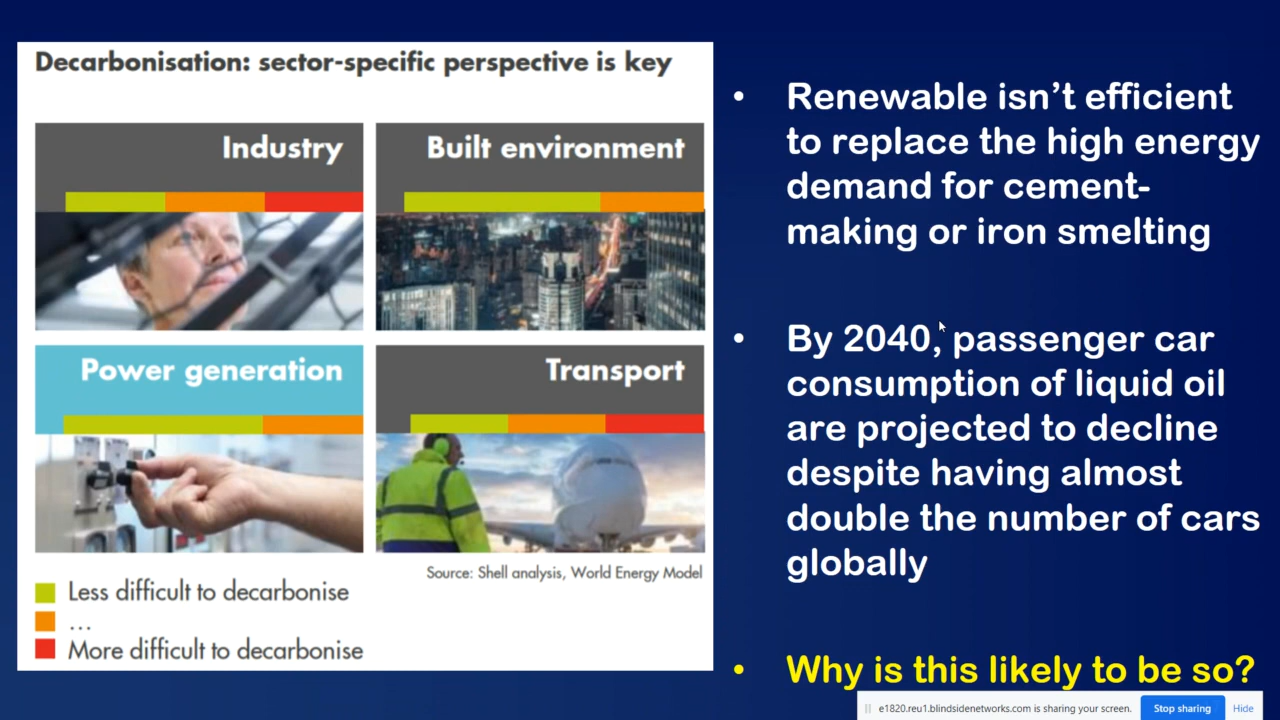 Decarbonisation: sector-specific perspective is key
Industry
Built environment
Power generation
Transport
Source: Shell analysis, World Energy Model
Less difficult to decarbonise
...
More difficult to decarbonise
• Renewable isn’t efficient
to replace the high energy
demand for cement-
making or iron smelting
• By 2040, passenger car
consumption of liquid oil
are projected to decline
despite having almost
double the number of cars
globally
• Why is this likely to be so?
e1820.reu1.blindsidenetworks.com is sharing your screen.
Stop sharing
Hide